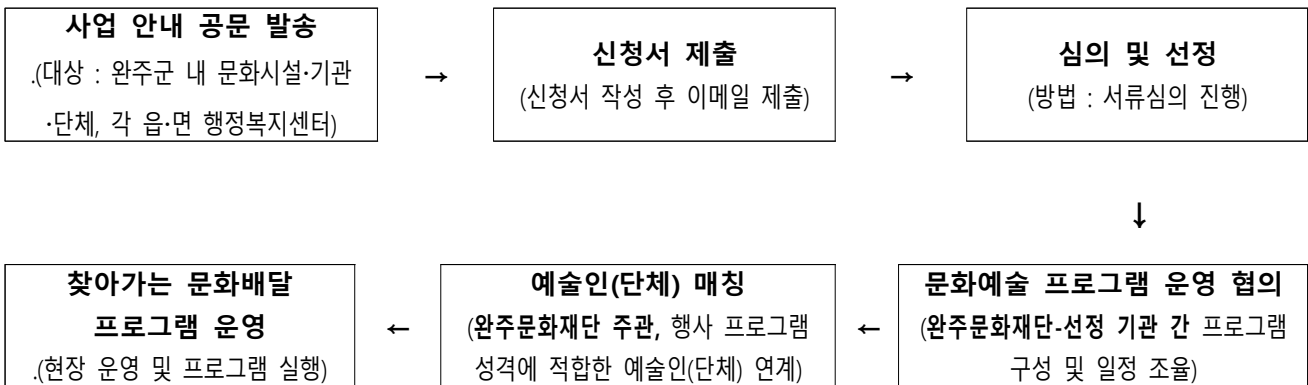 사업 안내 공문 발송
.(대상 : 완주군 내 문화시설·기관
·단체, 각 읍·면 행정복지센터)
→
신청서 제출
(신청서 작성 후 이메일 제출)
→
심의 및 선정
(방법 : 서류심의 진행)
↓
문화예술 프로그램 운영 협의
(완주문화재단-선정 기관 간 프로그램
구성 및 일정 조율)
←
예술인(단체) 매칭
(완주문화재단 주관, 행사 프로그램
성격에 적합한 예술인(단체) 연계)
←
찾아가는 문화배달
프로그램 운영
.(현장 운영 및 프로그램 실행)